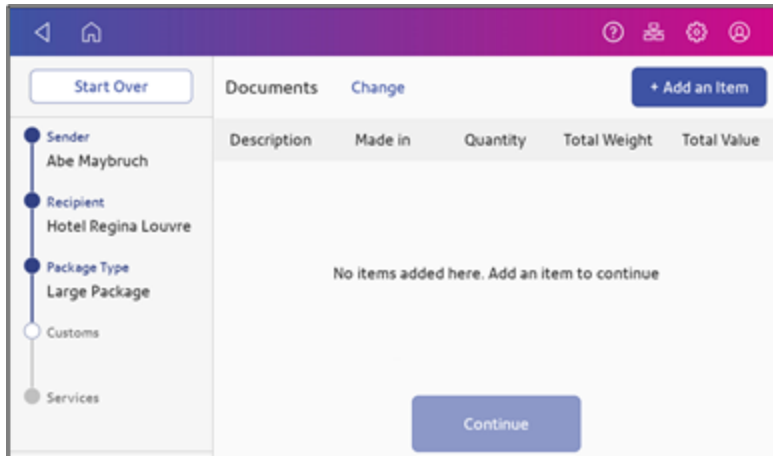 Start Over
Documents Change + Add an Item
Sender
Abe Maybruch
Recipient
Hotel Regina Louvre
Package Type
Large Package
Customs
Services
Description Made in Quantity Total Weight Total Value
No items added here. Add an item to continue
Continue